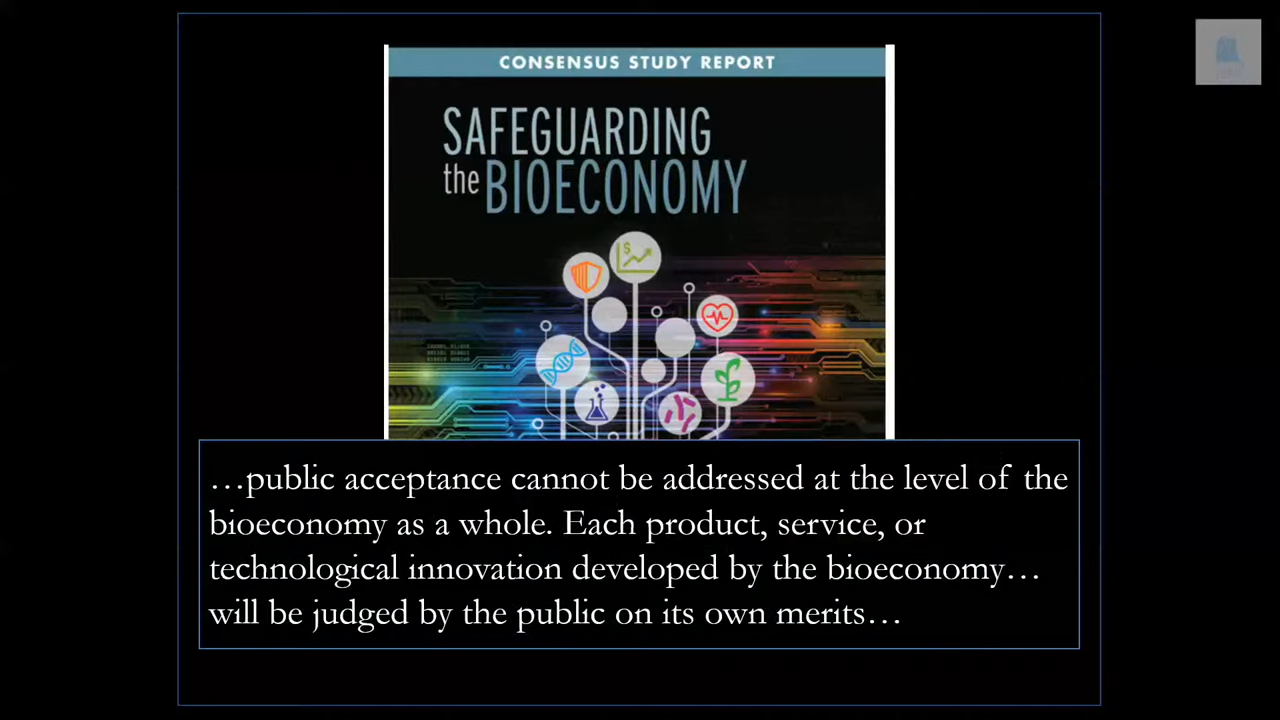 CONSENSUS STUDY REPORT
SAFEGUARDING
the BIOECONOMY
…public acceptance cannot be addressed at the level of the
bioeconomy as a whole. Each product, service, or
technological innovation developed by the bioeconomy…
will be judged by the public on its own merits…